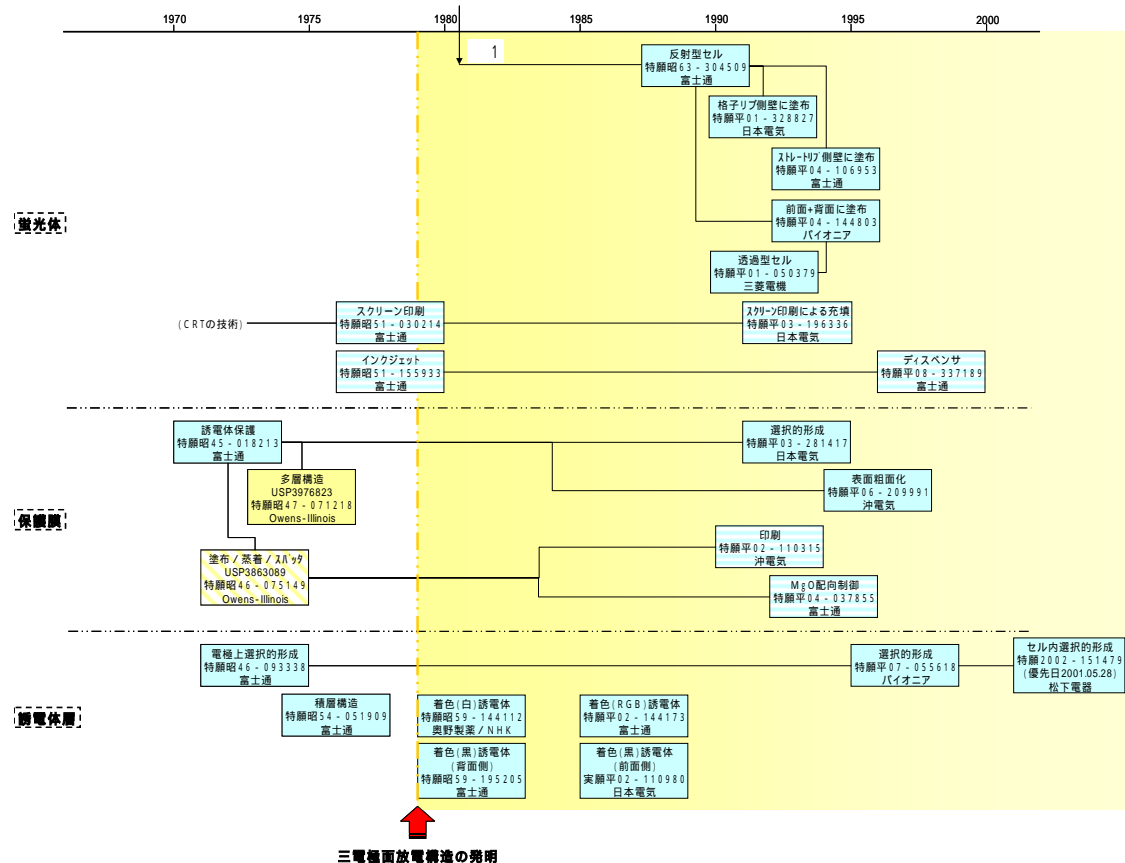 1970 1975 1980 1985 1990 1995 2000
1
反射型セル
特願昭63-304509
富士通
格子リブ側壁に塗布
特願平01-328827
日本電気
ストレートリブ側壁に塗布
特願平04-106953
富士通
蛍光体
前面+背面に塗布
特願平04-144803
パイオニア
透過型セル
特願平01-050379
三菱電機
(CRTの技術)
スクリーン印刷
特願昭51-030214
富士通
スクリーン印刷による充填
特願平03-196336
日本電気
インクジェット
特願昭51-155933
富士通
ディスペンサ
特願平08-337189
富士通
誘電体保護
特願昭45-018213
富士通
選択的形成
特願平03-281417
日本電気
多層構造
USP3976823
特願昭47-071218
Owens-Illinois
表面粗面化
特願平06-209991
沖電気
保護膜
印刷
特願平02-110315
沖電気
塗布/蒸着/スパッタ
USP3863089
特願昭46-075149
Owens-Illinois
MgO配向制御
特願平04-037855
富士通
電極上選択的形成
特願昭46-093338
富士通
選択的形成
特願平07-055618
パイオニア
セル内選択的形成
特願2002-151479
(優先日2001.05.28)
松下電器
誘電体層
積層構造
特願昭54-051909
富士通
着色(白)誘電体
特願昭59-144112
奥野製薬/NHK
着色(RGB)誘電体
特願平02-144173
富士通
着色(黒)誘電体
(背面側)
特願昭59-195205
富士通
着色(黒)誘電体
(前面側)
実願平02-110980
日本電気
三電極面放電構造の発明